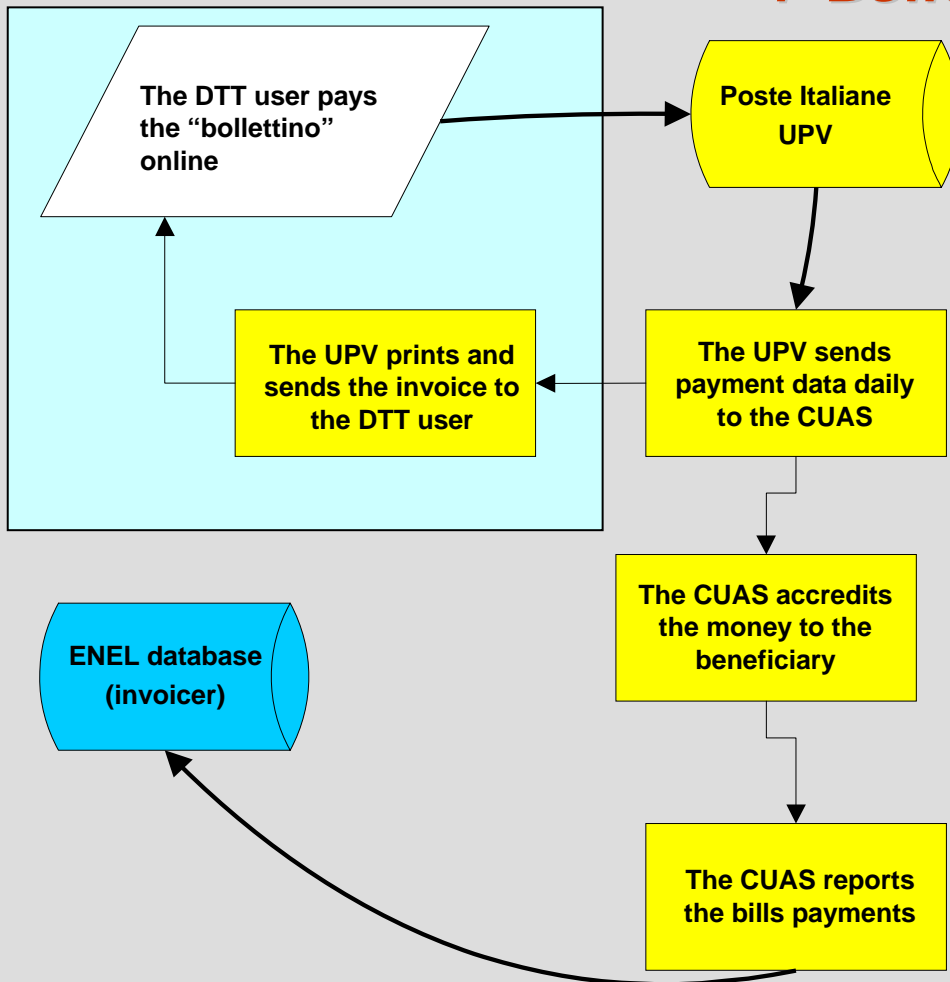 The DTT user pays
the “bollettino”
online
Poste Italiane
UPV
The UPV prints and
sends the invoice to
the DTT user
The UPV sends
payment data daily
to the CUAS
The CUAS accredits
the money to the
beneficiary
ENEL database
(invoicer)
The CUAS reports
the bills payments